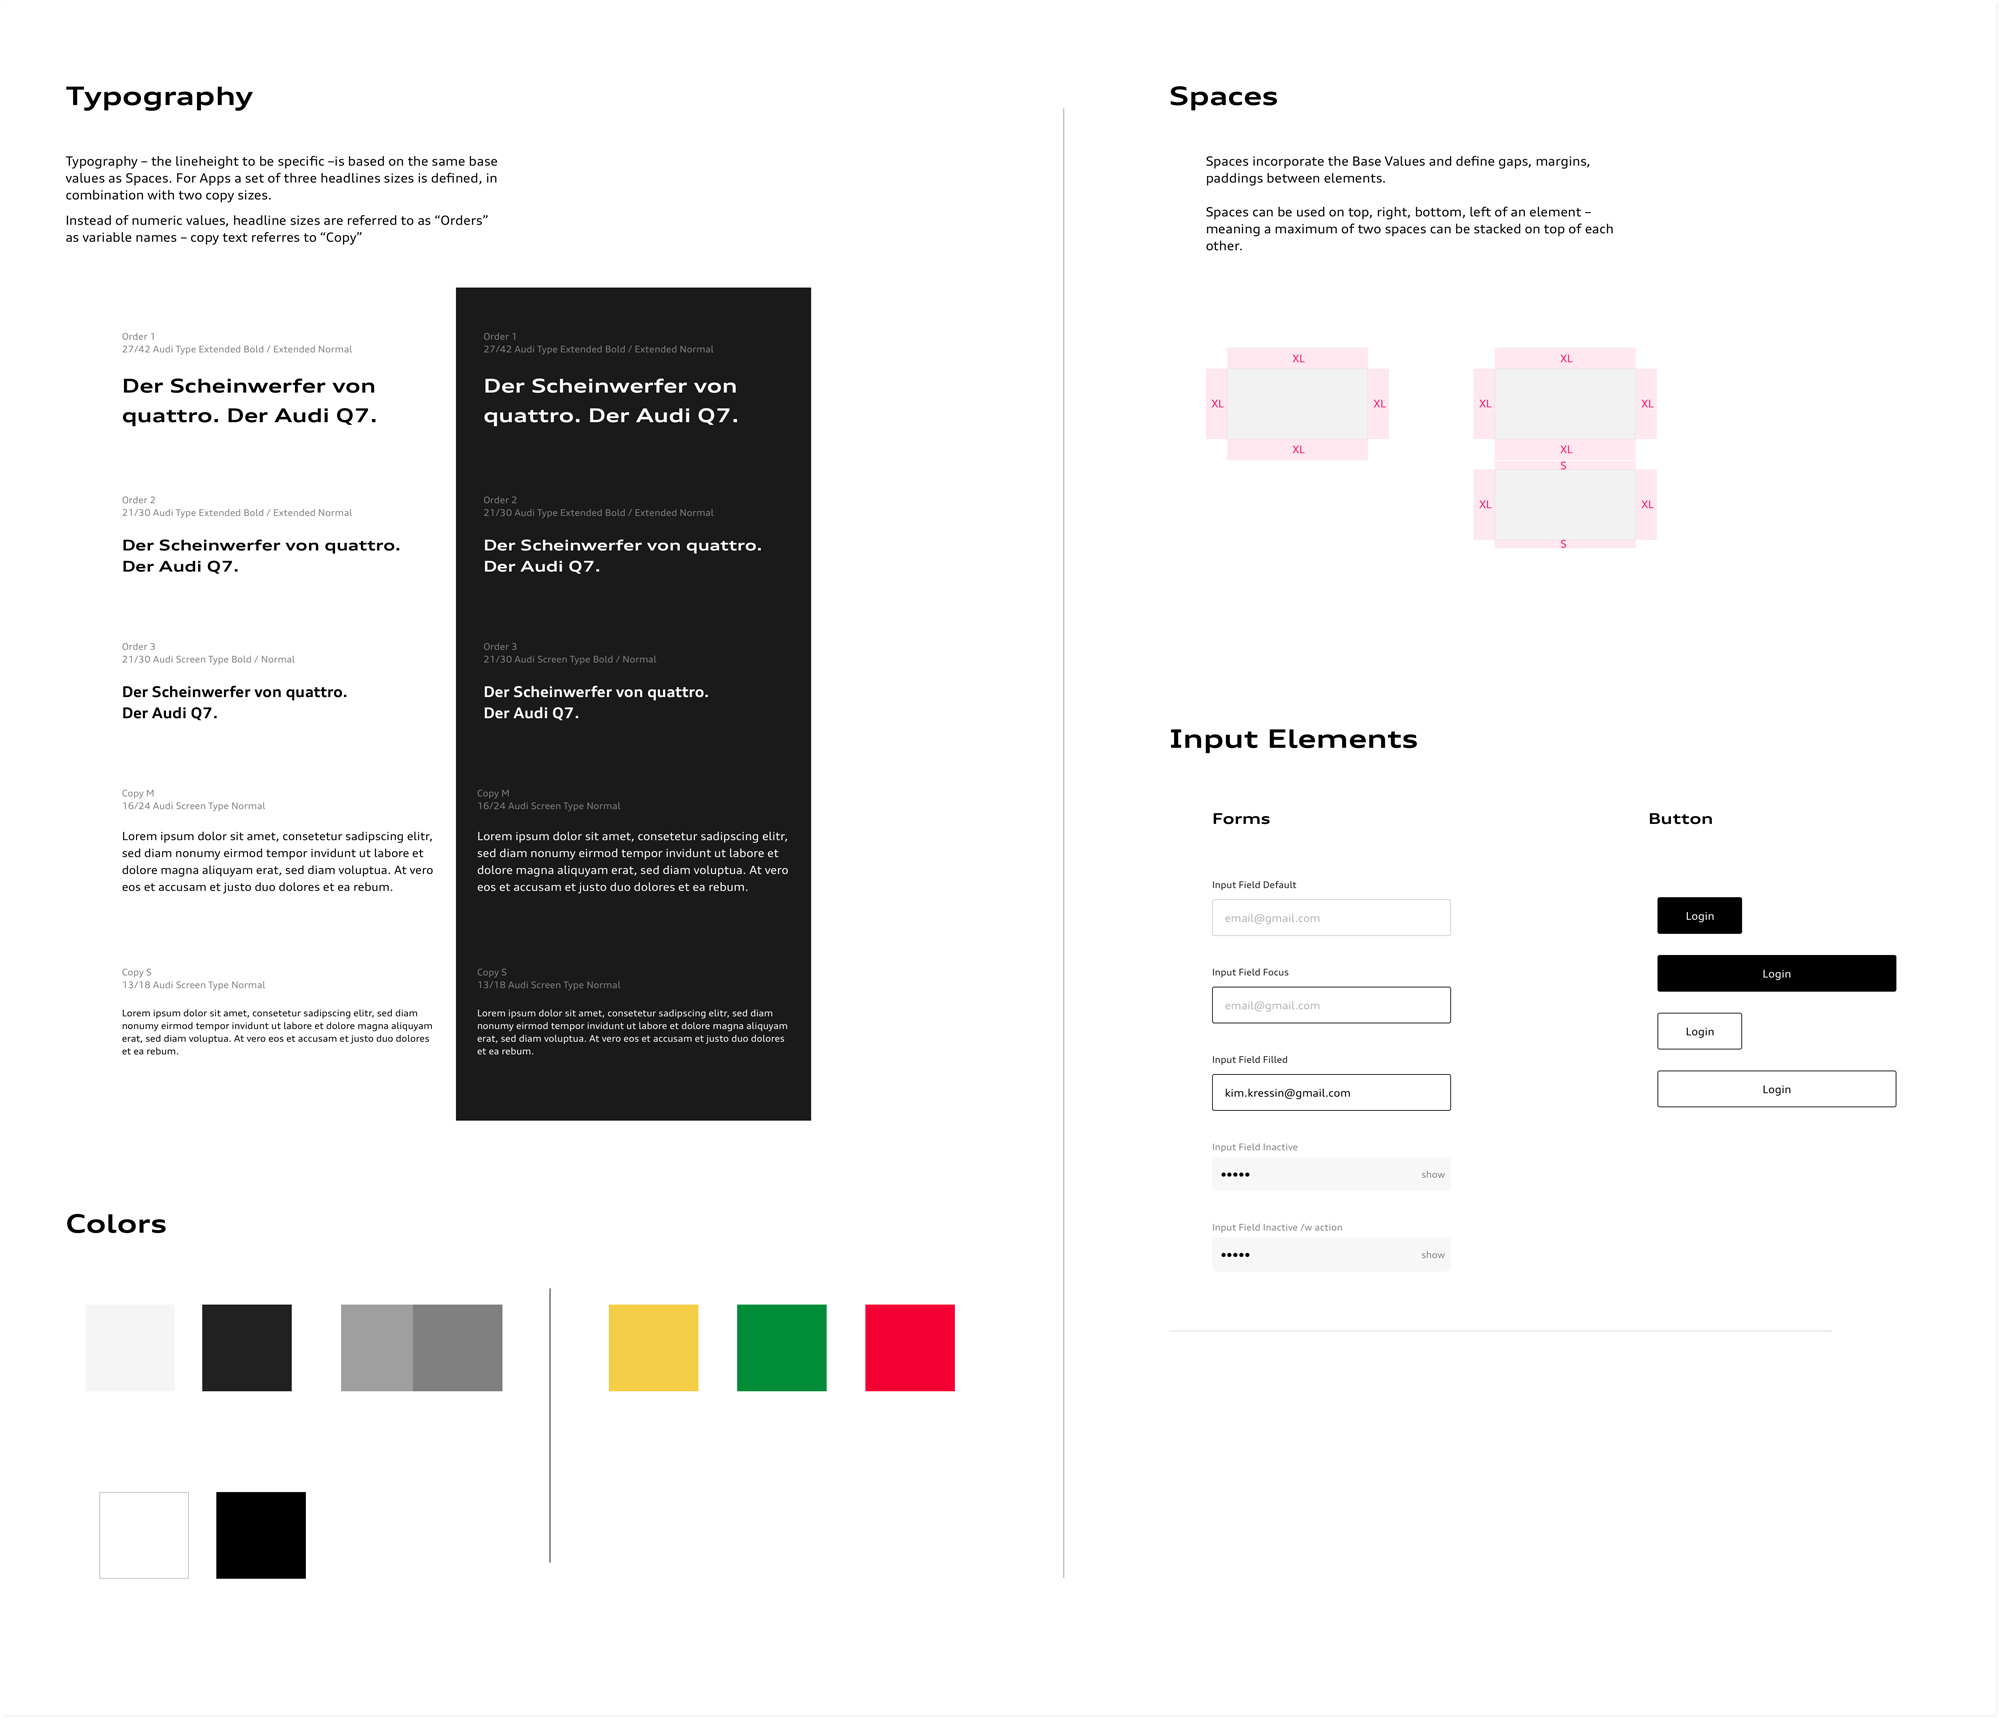 Typography
Typography – the lineheight to be specific –is based on the same base
values as Spaces. For Apps a set of three headlines sizes is defined, in
combination with two copy sizes.
Instead of numeric values, headline sizes are referred to as “Orders”
as variable names – copy text referres to “Copy”
Order 1
27/42 Audi Type Extended Bold / Extended Normal
Der Scheinwerfer von
quattro. Der Audi Q7.
Order 2
21/30 Audi Type Extended Bold / Extended Normal
Der Scheinwerfer von quattro.
Der Audi Q7.
Order 3
21/30 Audi Screen Type Bold / Normal
Der Scheinwerfer von quattro.
Der Audi Q7.
Copy M
16/24 Audi Screen Type Normal
Lorem ipsum dolor sit amet, consetetur sadipscing elitr,
sed diam nonumy eirmod tempor invidunt ut labore et
dolore magna aliquyam erat, sed diam voluptua. At vero
eos et accusam et justo duo dolores et ea rebum.
Copy S
13/18 Audi Screen Type Normal
Lorem ipsum dolor sit amet, consetetur sadipscing elitr, sed diam
nonumy eirmod tempor invidunt ut labore et dolore magna aliquyam
erat, sed diam voluptua. At vero eos et accusam et justo duo dolores
et ea rebum.
Order 1
27/42 Audi Type Extended Bold / Extended Normal
Der Scheinwerfer von
quattro. Der Audi Q7.
Order 2
21/30 Audi Type Extended Bold / Extended Normal
Der Scheinwerfer von quattro.
Der Audi Q7.
Order 3
21/30 Audi Screen Type Bold / Normal
Der Scheinwerfer von quattro.
Der Audi Q7.
Copy M
16/24 Audi Screen Type Normal
Lorem ipsum dolor sit amet, consetetur sadipscing elitr,
sed diam nonumy eirmod tempor invidunt ut labore et
dolore magna aliquyam erat, sed diam voluptua. At vero
eos et accusam et justo duo dolores et ea rebum.
Copy S
13/18 Audi Screen Type Normal
Lorem ipsum dolor sit amet, consetetur sadipscing elitr, sed diam
nonumy eirmod tempor invidunt ut labore et dolore magna aliquyam
erat, sed diam voluptua. At vero eos et accusam et justo duo dolores
et ea rebum.
Colors
Spaces
Spaces incorporate the Base Values and define gaps, margins,
paddings between elements.
Spaces can be used on top, right, bottom, left of an element –
meaning a maximum of two spaces can be stacked on top of each
other.
XL
XL XL
XL
XL
XL XL
XL
S
XL XL
S
Input Elements
Forms
Input Field Default
email@gmail.com
Input Field Focus
email@gmail.com
Input Field Filled
kim.kressin@gmail.com
Input Field Inactive
••••• show
Input Field Inactive /w action
••••• show
Button
Login
Login
Login
Login